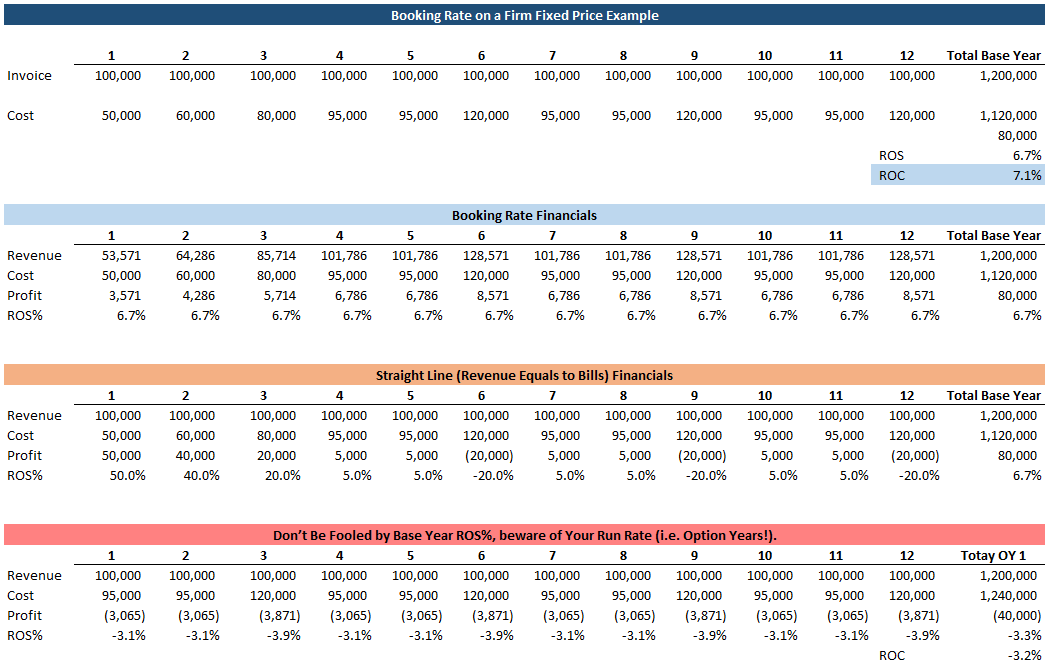 Booking Rate on a Firm Fixed Price Example
1 2 3 4 5 6 7 8 9 10 11 12 Total Base Year
Invoice 100,000 100,000 100,000 100,000 100,000 100,000 100,000 100,000 100,000 100,000 100,000 100,000 1,200,000
Cost 50,000 60,000 80,000 95,000 95,000 120,000 95,000 95,000 120,000 95,000 95,000 120,000 1,120,000
80,000
ROS 6.7%
ROC 7.1%
Booking Rate Financials
1 2 3 4 5 6 7 8 9 10 11 12 Total Base Year
Revenue 53,571 64,286 85,714 101,786 101,786 128,571 101,786 101,786 128,571 101,786 101,786 128,571 1,200,000
Cost 50,000 60,000 80,000 95,000 95,000 120,000 95,000 95,000 120,000 95,000 95,000 120,000 1,120,000
Profit 3,571 4,286 5,714 6,786 6,786 8,571 6,786 6,786 8,571 6,786 6,786 8,571 80,000
ROS% 6.7% 6.7% 6.7% 6.7% 6.7% 6.7% 6.7% 6.7% 6.7% 6.7% 6.7% 6.7% 6.7%
Straight Line (Revenue Equals to Bills) Financials
1 2 3 4 5 6 7 8 9 10 11 12 Total Base Year
Revenue 100,000 100,000 100,000 100,000 100,000 100,000 100,000 100,000 100,000 100,000 100,000 100,000 1,200,000
Cost 50,000 60,000 80,000 95,000 95,000 120,000 95,000 95,000 120,000 95,000 95,000 120,000 1,120,000
Profit 50,000 40,000 20,000 5,000 5,000 (20,000) 5,000 5,000 (20,000) 5,000 5,000 (20,000) 80,000
ROS% 50.0% 40.0% 20.0% 5.0% 5.0% -20.0% 5.0% 5.0% -20.0% 5.0% 5.0% -20.0% 6.7%
Don't Be Fooled by Base Year ROS%, beware of Your Run Rate (i.e. Option Years!).
1 2 3 4 5 6 7 8 9 10 11 12 Totay OY 1
Revenue 100,000 100,000 100,000 100,000 100,000 100,000 100,000 100,000 100,000 100,000 100,000 100,000 1,200,000
Cost 95,000 95,000 120,000 95,000 95,000 120,000 95,000 95,000 120,000 95,000 95,000 120,000 1,240,000
Profit (3,065) (3,065) (3,871) (3,065) (3,065) (3,871) (3,065) (3,065) (3,871) (3,065) (3,065) (3,871) (40,000)
ROS% -3.1% -3.1% -3.9% -3.1% -3.1% -3.9% -3.1% -3.1% -3.9% -3.1% -3.1% -3.9% -3.3%
ROC -3.2%